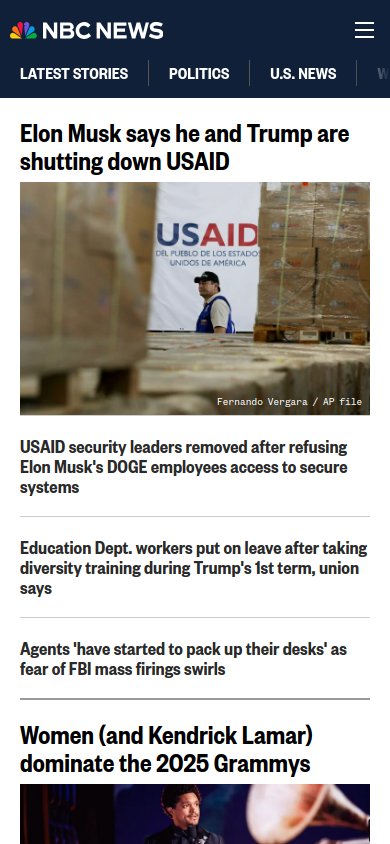 NBC NEWS
LATEST STORIES
POLITICS
U.S. NEWS
Elon Musk says he and Trump are
shutting down USAID
USAID
DEL PUEBLO DE LOS ESTADOS
UNIDOS DE AMÉRICA
Fernando Vergara / AP file
USAID security leaders removed after refusing
Elon Musk's DOGE employees access to secure
systems
Education Dept. workers put on leave after taking
diversity training during Trump's 1st term, union
says
Agents 'have started to pack up their desks' as
fear of FBI mass firings swirls
Women (and Kendrick Lamar)
dominate the 2025 Grammys